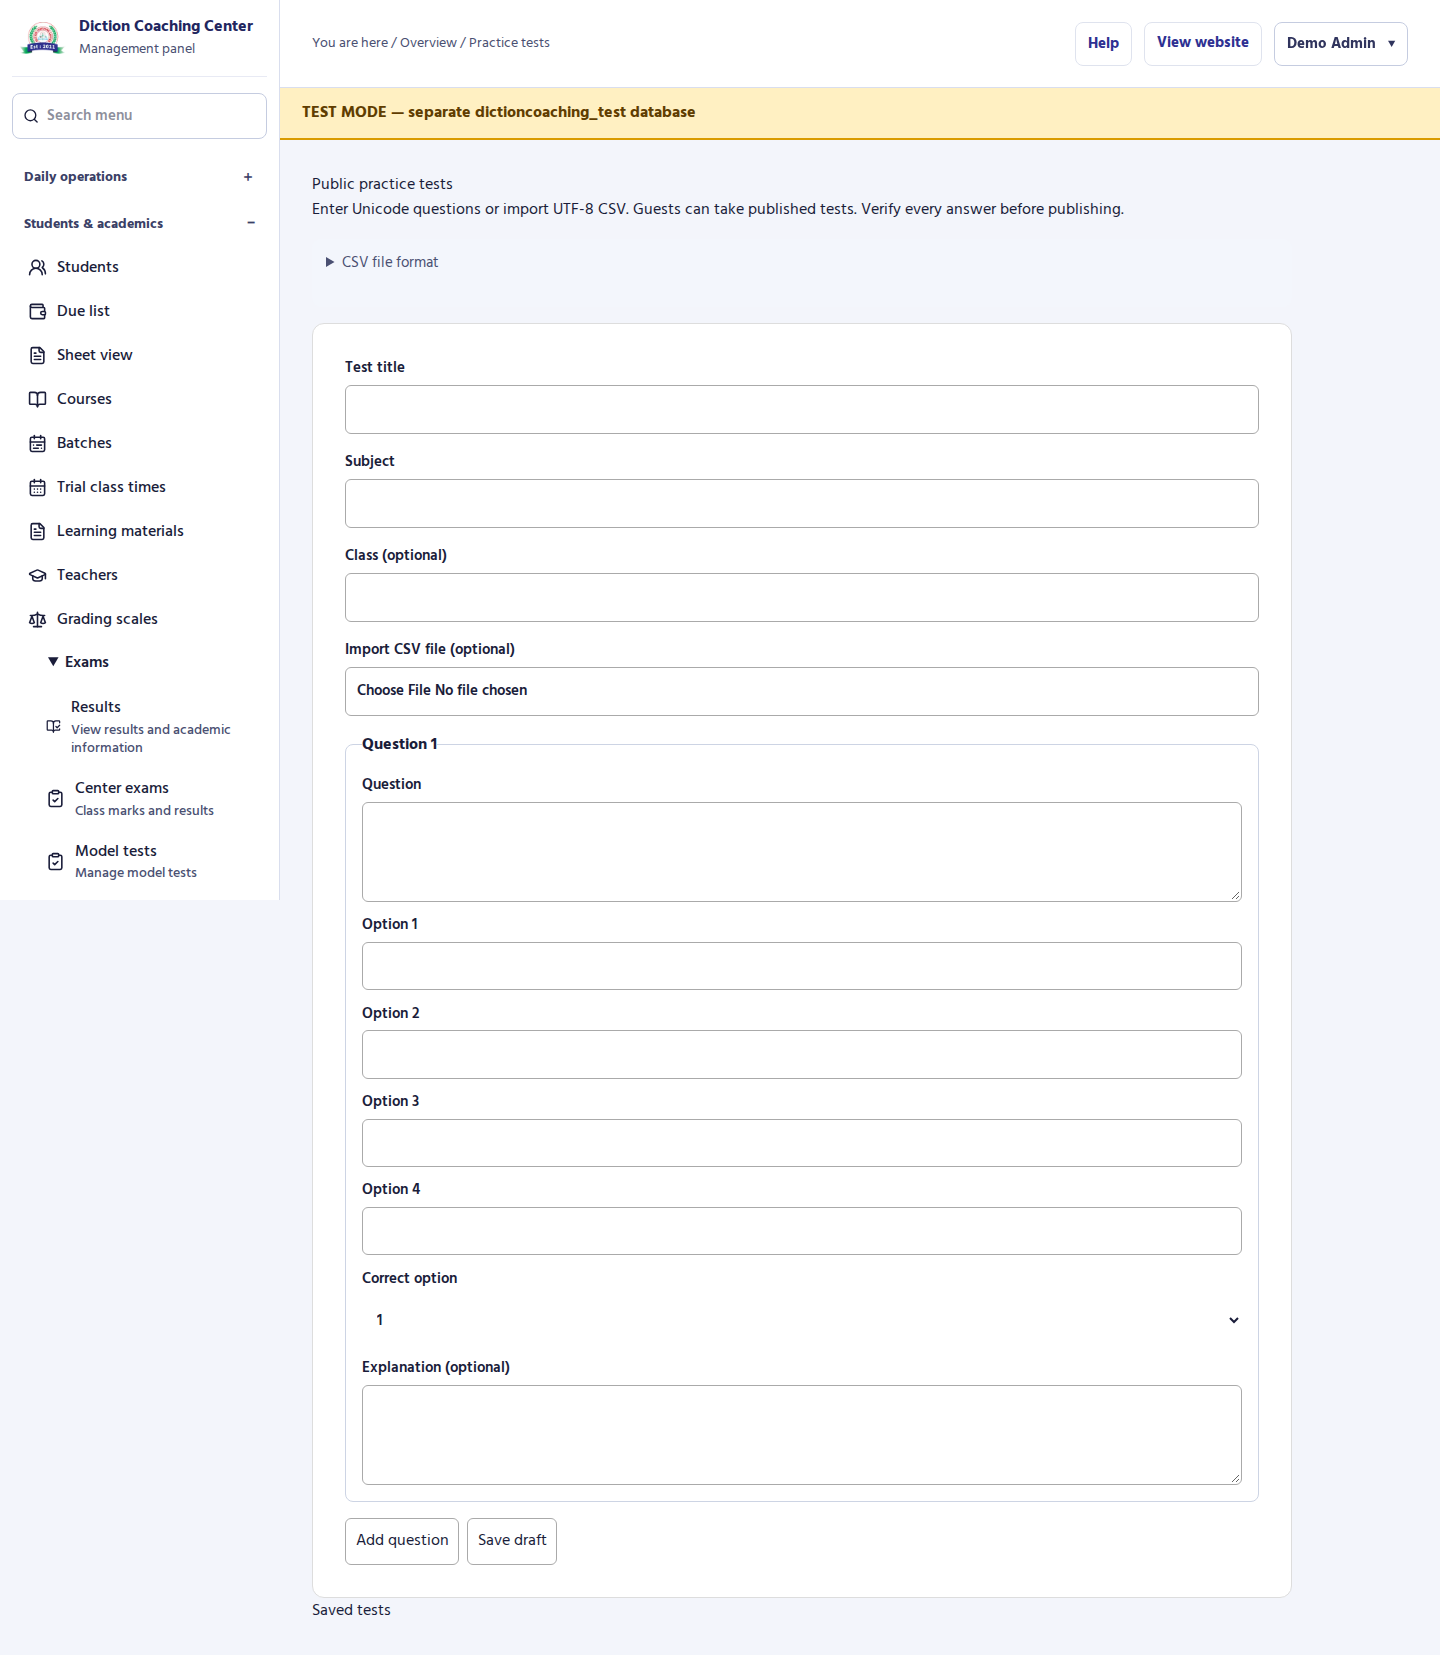 Diction Coaching Center
Management panel
Est : 2011
Search menu
Daily operations +
Students & academics −
Students
Due list
Sheet view
Courses
Batches
Trial class times
Learning materials
Teachers
Grading scales
▼ Exams
Results
View results and academic
information
Center exams
Class marks and results
Model tests
Manage model tests
You are here / Overview / Practice tests
Help
View website
Demo Admin ▾
TEST MODE — separate dictioncoaching_test database
Public practice tests
Enter Unicode questions or import UTF-8 CSV. Guests can take published tests. Verify every answer before publishing.
▶ CSV file format
Test title
Subject
Class (optional)
Import CSV file (optional)
Choose File No file chosen
Question 1
Question
Option 1
Option 2
Option 3
Option 4
Correct option
1
Explanation (optional)
Add question
Save draft
Saved tests